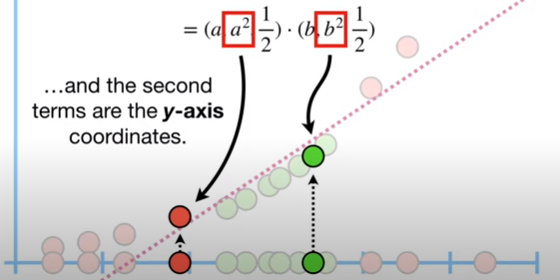 = (a, a² 1/2) · (b, b² 1/2)
...and the second
terms are the y-axis
coordinates.